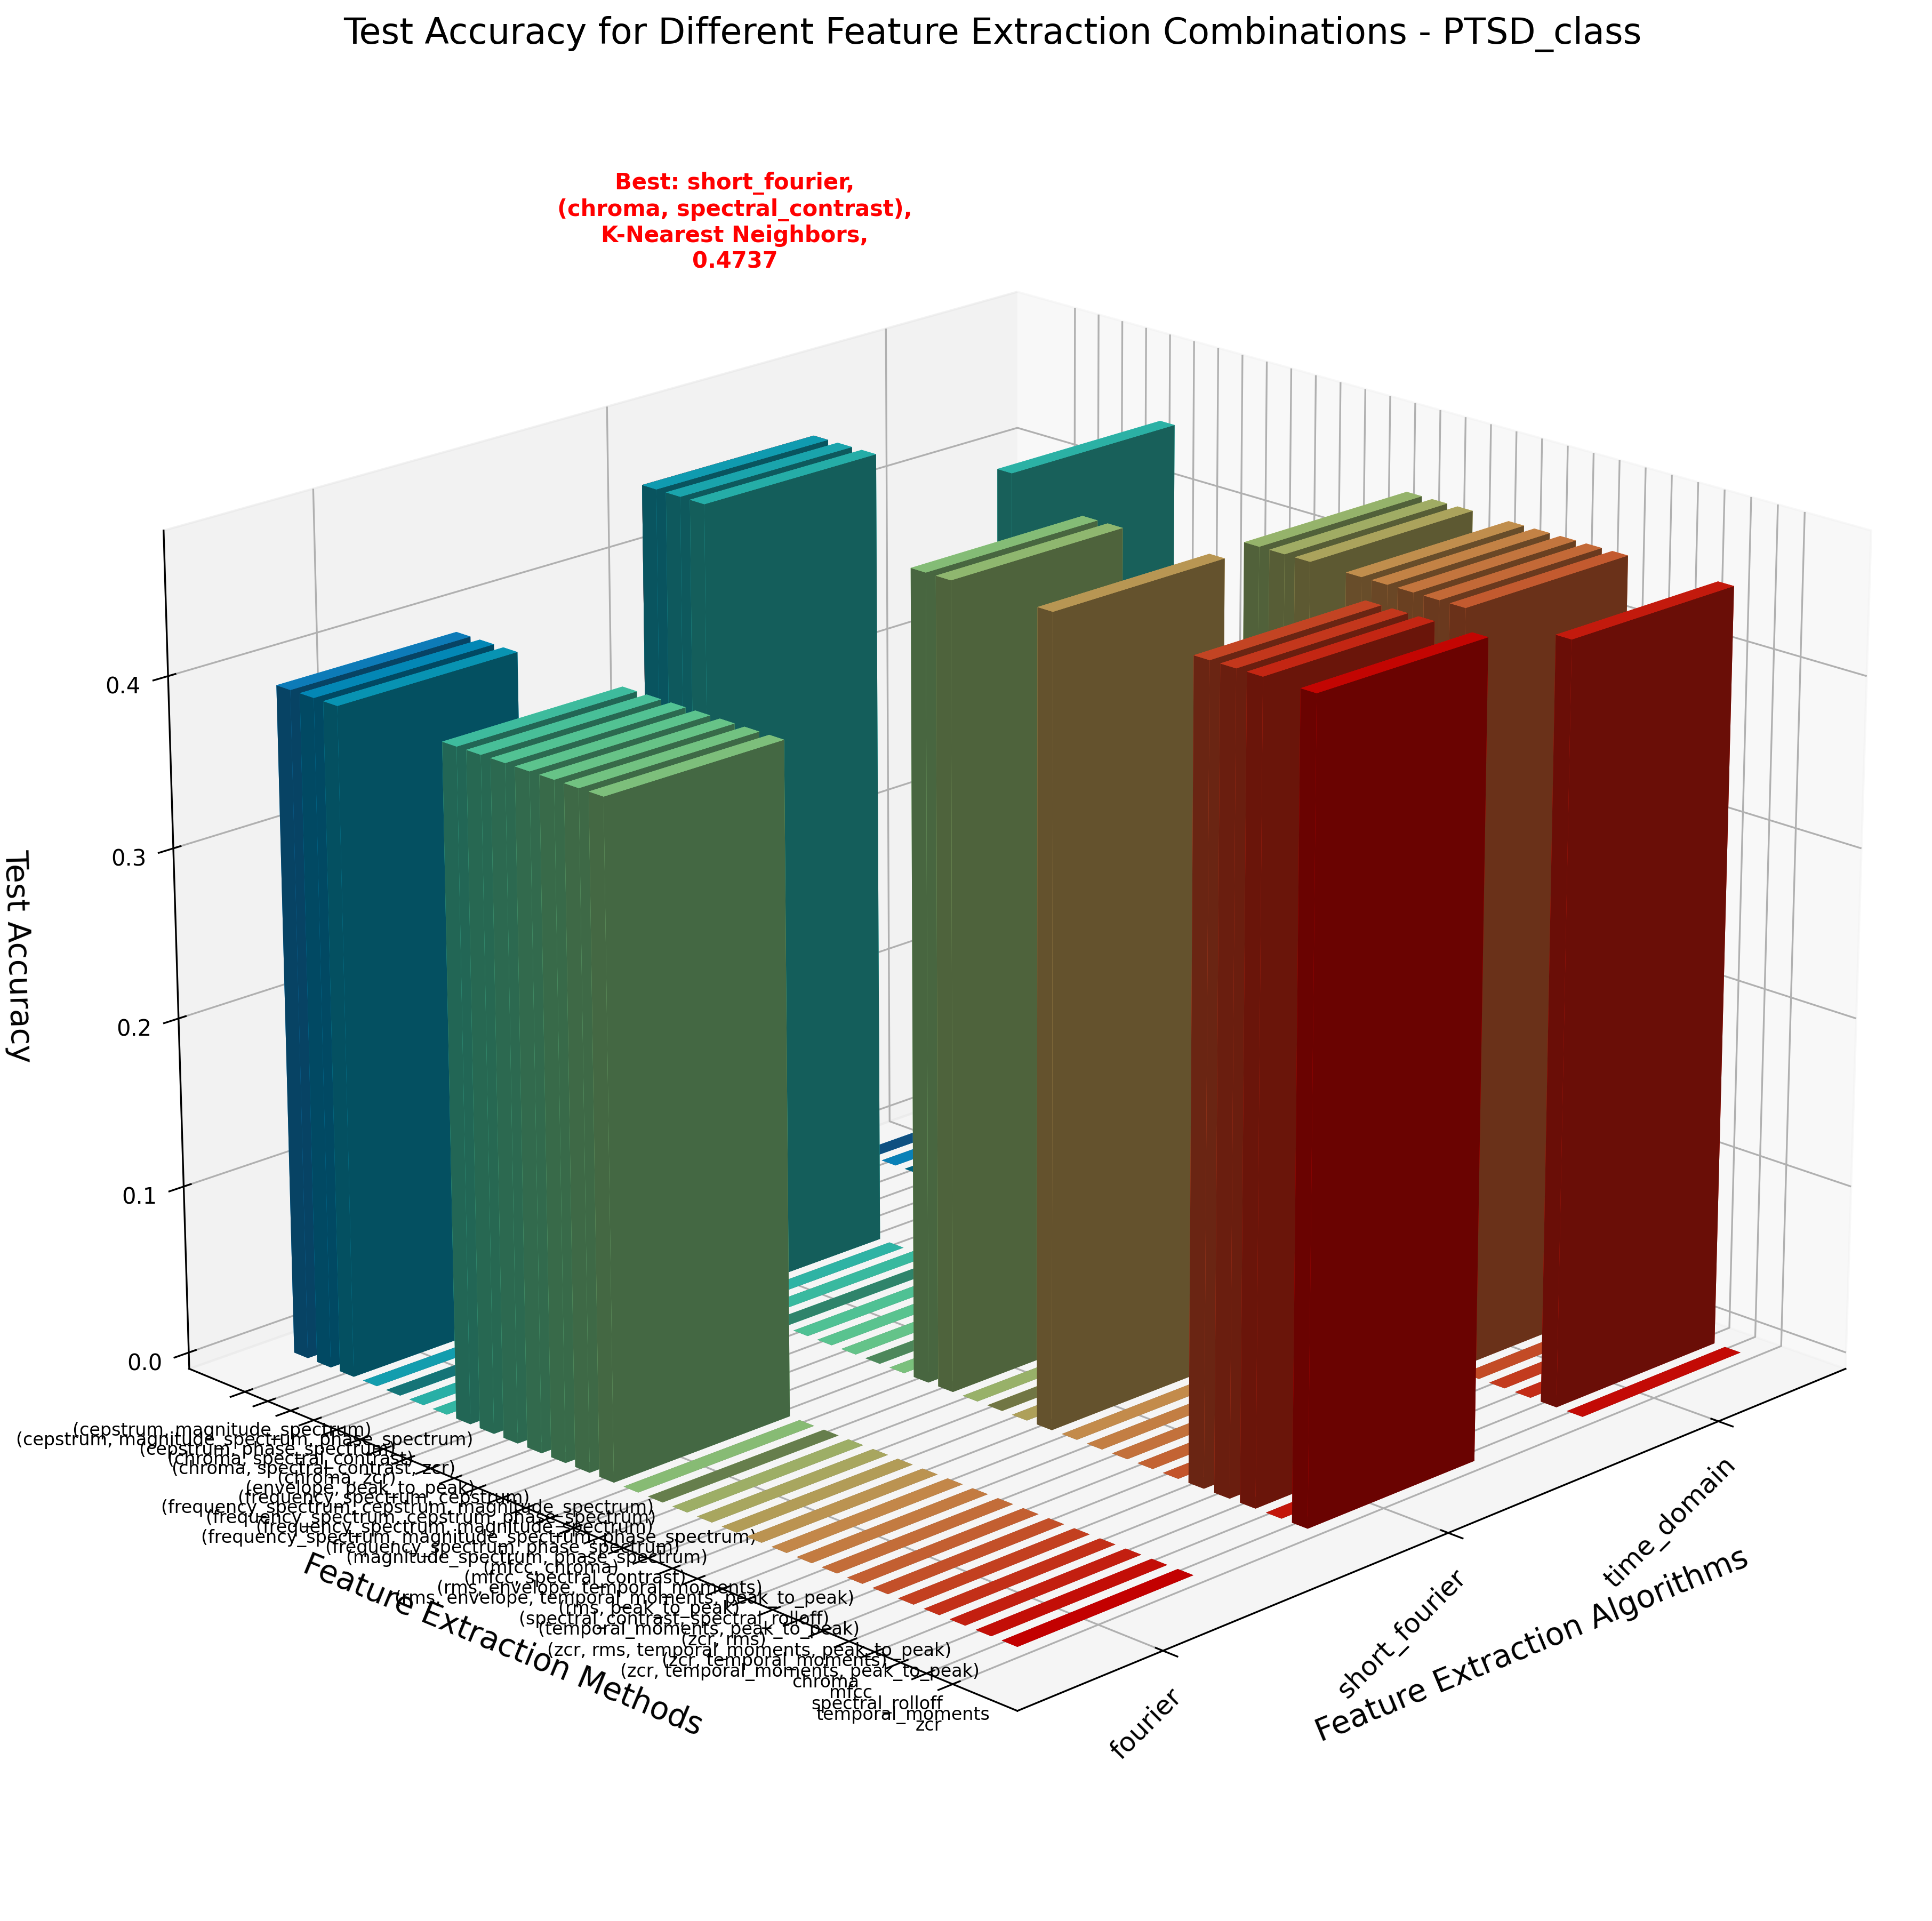 Test Accuracy for Different Feature Extraction Combinations - PTSD_class
Best: short_fourier,
(chroma, spectral_contrast),
K-Nearest Neighbors,
0.4737
0.4
0.3
0.2
0.1
0.0
Test Accuracy
(cepstrum, magnitude_spectrum)
(cepstrum, magnitude_spectrum, phase_spectrum)
(cepstrum, phase_spectrum)
(chroma, spectral_contrast)
(chroma, spectral_contrast, zcr)
(chroma, zcr)
(envelope, peak_to_peak)
(frequency_spectrum, cepstrum)
(frequency_spectrum, cepstrum, magnitude_spectrum)
(frequency_spectrum, cepstrum, phase_spectrum)
(frequency_spectrum, magnitude_spectrum)
(frequency_spectrum, magnitude_spectrum, phase_spectrum)
(frequency_spectrum, phase_spectrum)
(magnitude_spectrum, phase_spectrum)
(mfcc, chroma)
(mfcc, spectral_contrast)
(rms, envelope, temporal_moments)
(rms, envelope, temporal_moments, peak_to_peak)
(rms, peak_to_peak)
(spectral_contrast, spectral_rolloff)
(temporal_moments, peak_to_peak)
(zcr, rms)
(zcr, rms, temporal_moments, peak_to_peak)
(zcr, temporal_moments)
(zcr, temporal_moments, peak_to_peak)
chroma
mfcc
spectral_rolloff
temporal_moments
zcr
Feature Extraction Methods
fourier
short_fourier
time_domain
Feature Extraction Algorithms